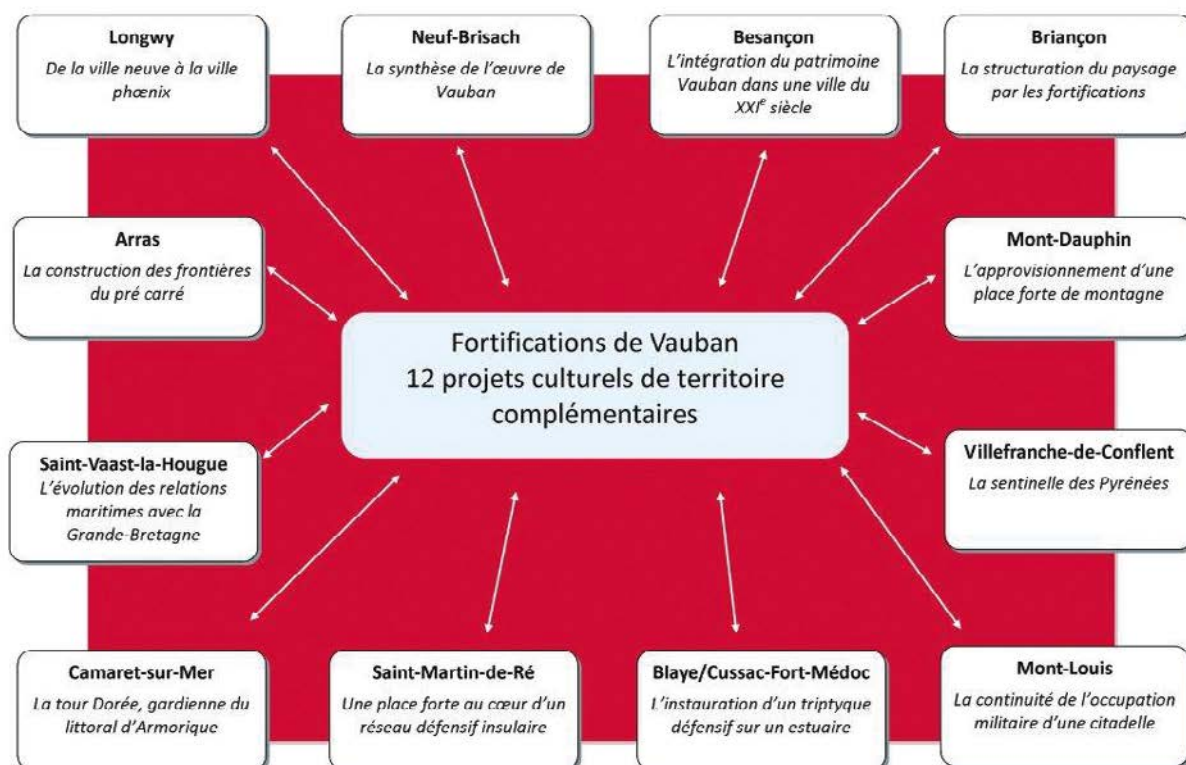 Longwy
De la ville neuve à la ville
phœnix
Neuf-Brisach
La synthèse de l'œuvre de
Vauban
Besançon
L'intégration du patrimoine
Vauban dans une ville du
XXIe siècle
Briançon
La structuration du paysage
par les fortifications
Arras
La construction des frontières
du pré carré
Mont-Dauphin
L'approvisionnement d'une
place forte de montagne
Fortifications de Vauban
12 projets culturels de territoire
complémentaires
Saint-Vaast-la-Hougue
L'évolution des relations
maritimes avec la
Grande-Bretagne
Villefranche-de-Conflent
La sentinelle des Pyrénées
Camaret-sur-Mer
La tour Dorée, gardienne du
littoral d'Armorique
Saint-Martin-de-Ré
Une place forte au cœur d'un
réseau défensif insulaire
Blaye/Cussac-Fort-Médoc
L'instauration d'un triptyque
défensif sur un estuaire
Mont-Louis
La continuité de l'occupation
militaire d'une citadelle